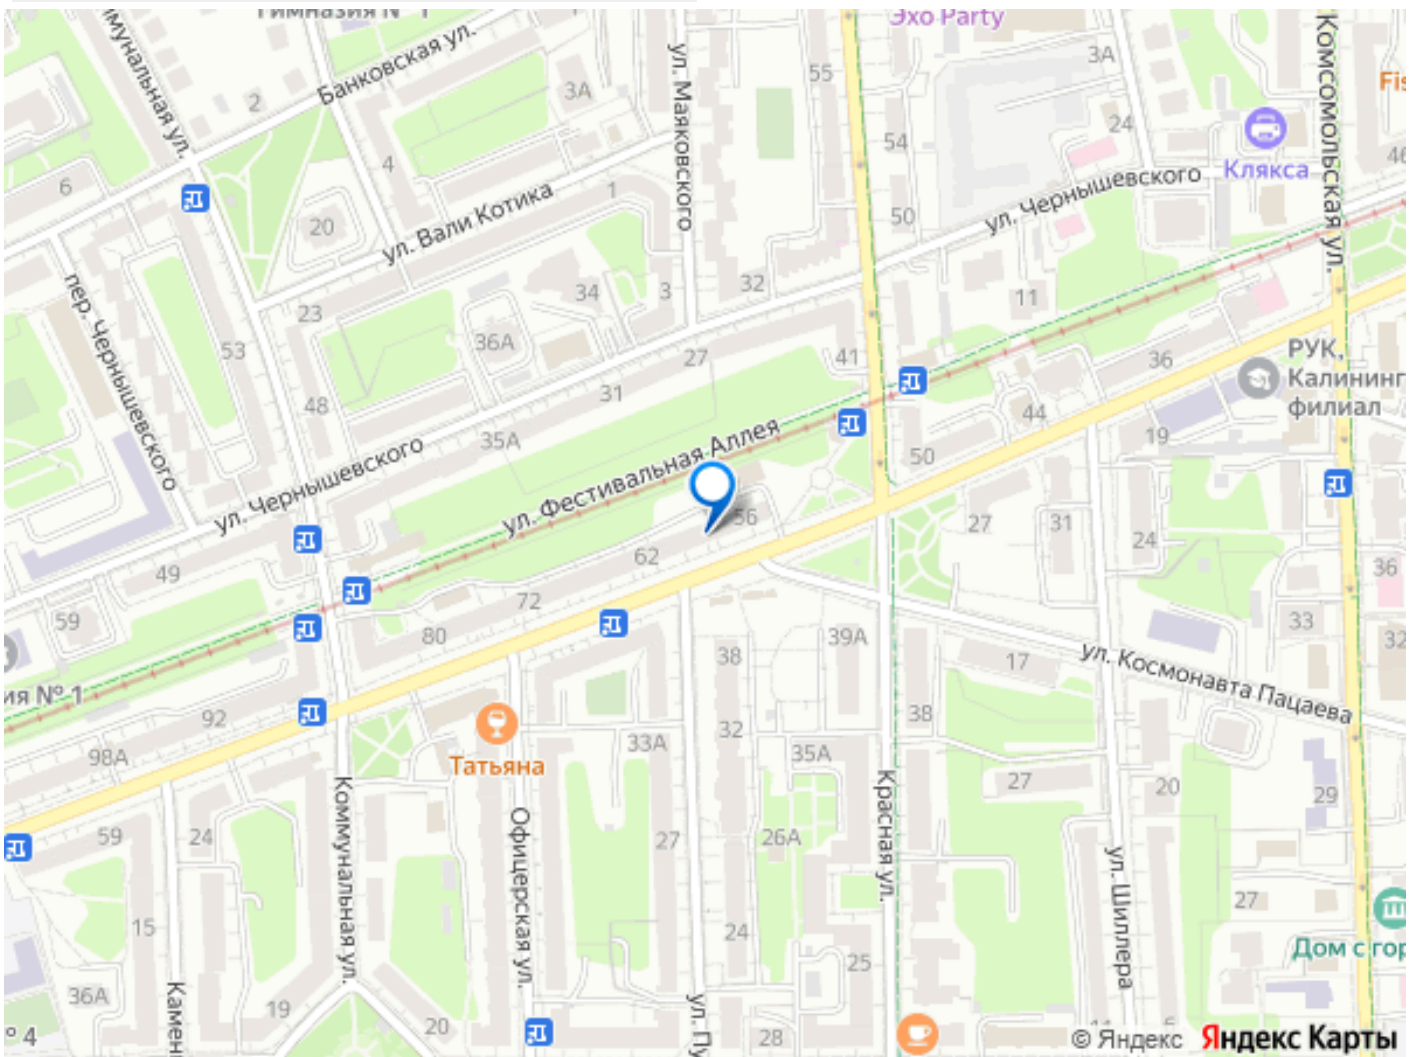 Гимназия № 1
Эхо Party
Коммунальная ул.
Банковская ул.
ул. Маяковского
Комсомольская ул.
55
3А
3А
2
24
54
4
Клякса
46
6
1
20
ул. Вали Котика
50
ул. Чернышевского
пер. Чернышевского
34
3
32
11
23
36А
53
27
41
36
РУК,
Калининг
филиал
31
48
44
19
35А
ул. Чернышевского
ул. Фестивальная Аллея
50
56
27
31
24
62
49
36
72
59
80
33
39А
32
38
17
ул. Космонавта Пацаева
ия № 1
92
38
32
33А
35А
98А
Татьяна
27
20
29
Коммунальная ул.
Офицерская ул.
Красная ул.
ул. Шиллера
59
24
27
26А
27
15
24
Дом с гор
25
36А
19
20
28
Камен
ул. Пу
° 4
© Яндекс
Яндекс Карты